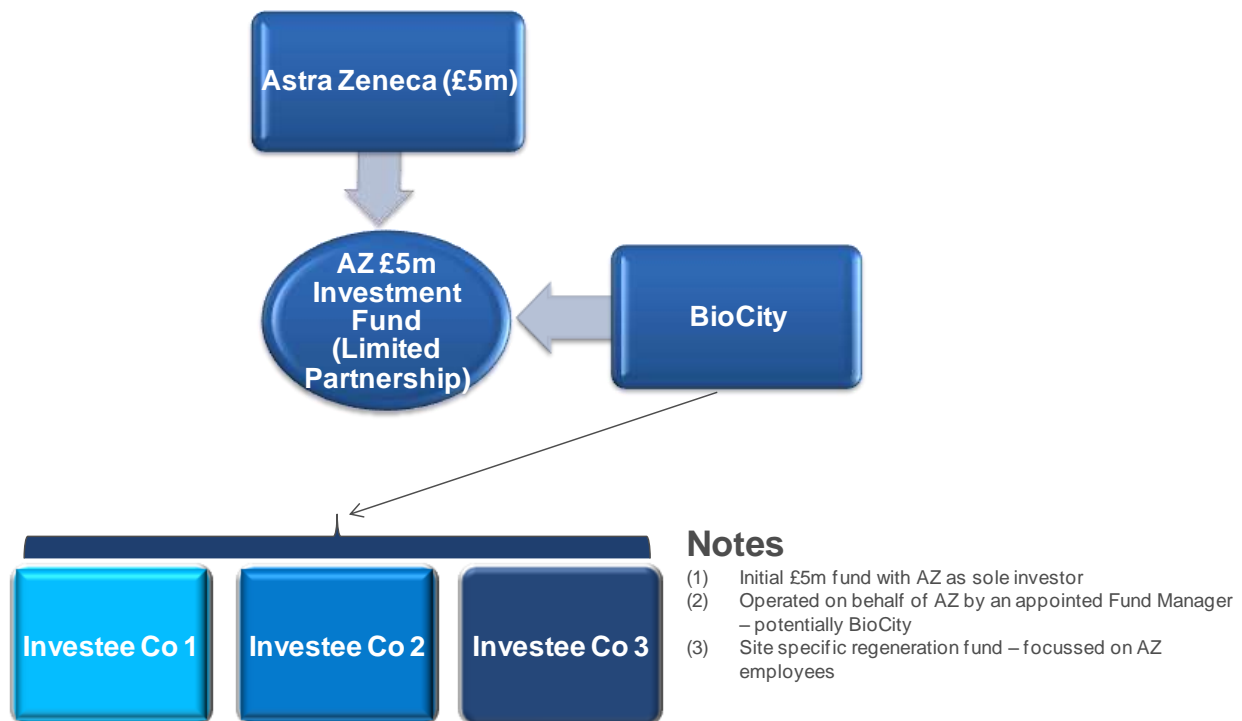 Astra Zeneca (£5m)
AZ £5m
Investment
Fund
(Limited
Partnership)
BioCity
Investee Co 1
Investee Co 2
Investee Co 3
Notes
(1) Initial £5m fund with AZ as sole investor
(2) Operated on behalf of AZ by an appointed Fund Manager
– potentially BioCity
(3) Site specific regeneration fund – focussed on AZ
employees